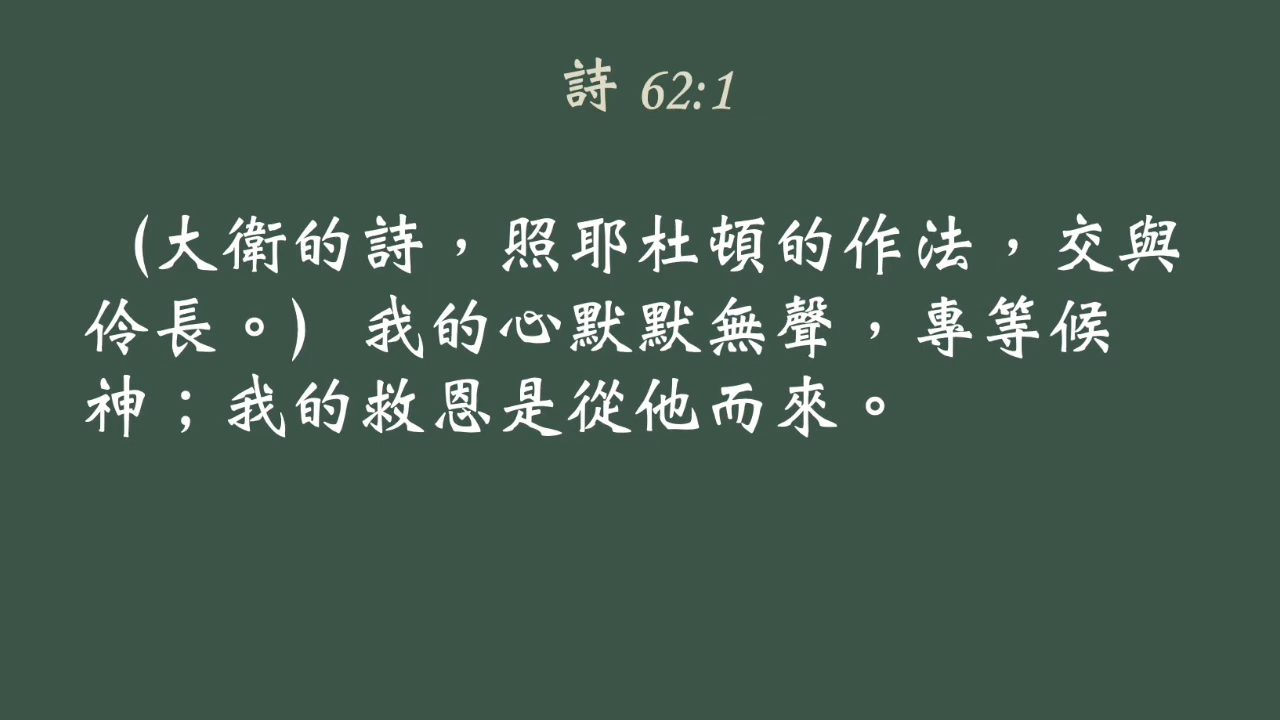 詩 62:1
(大衛的詩，照耶杜頓的作法，交與
伶長。) 我的心默默無聲，專等候
神；我的救恩是從他而來。